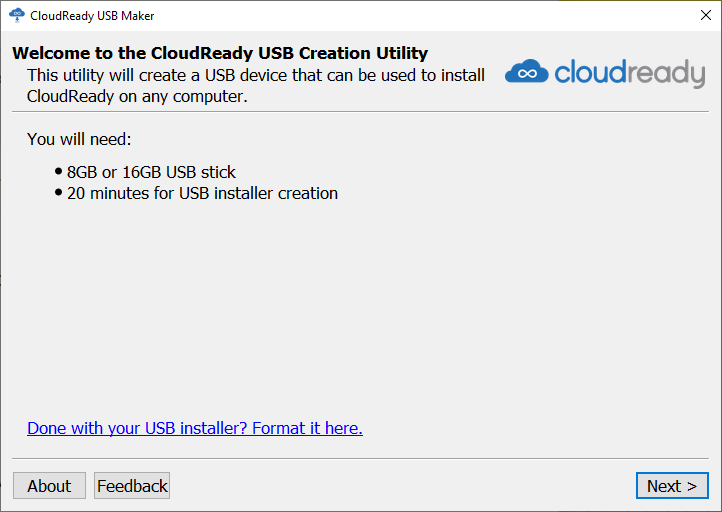 CloudReady USB Maker
Welcome to the CloudReady USB Creation Utility
This utility will create a USB device that can be used to install
CloudReady on any computer.
cloudready
You will need:
● 8GB or 16GB USB stick
● 20 minutes for USB installer creation
Done with your USB installer? Format it here.
About
Feedback
Next >